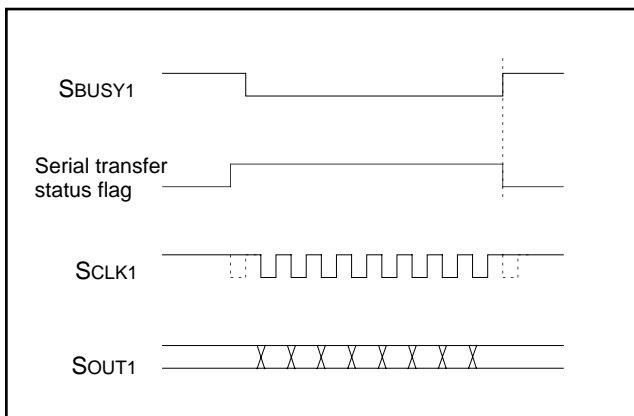 SBUSY1
Serial transfer
status flag
SCLK1
SOUT1